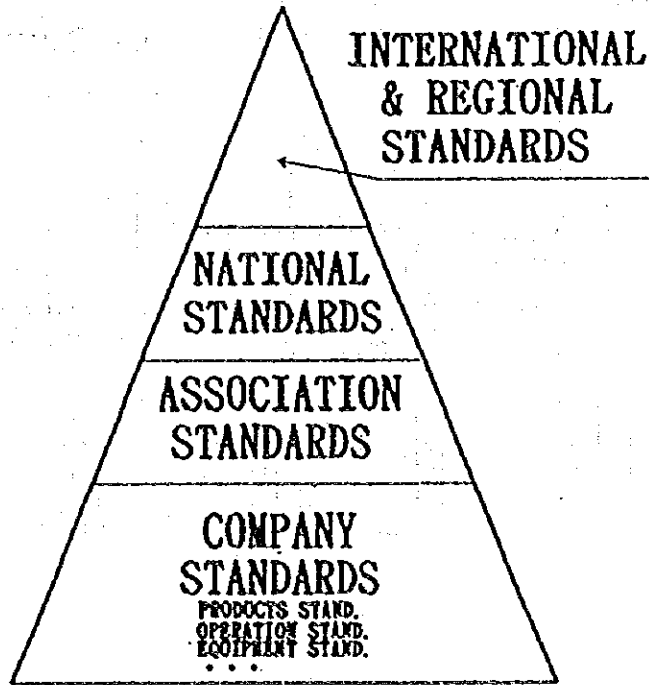 INTERNATIONAL
& REGIONAL
STANDARDS
NATIONAL
STANDARDS
ASSOCIATION
STANDARDS
COMPANY
STANDARDS
PRODUCTS STAND.
OPERATION STAND.
EQUIPMENT STAND.
• • •